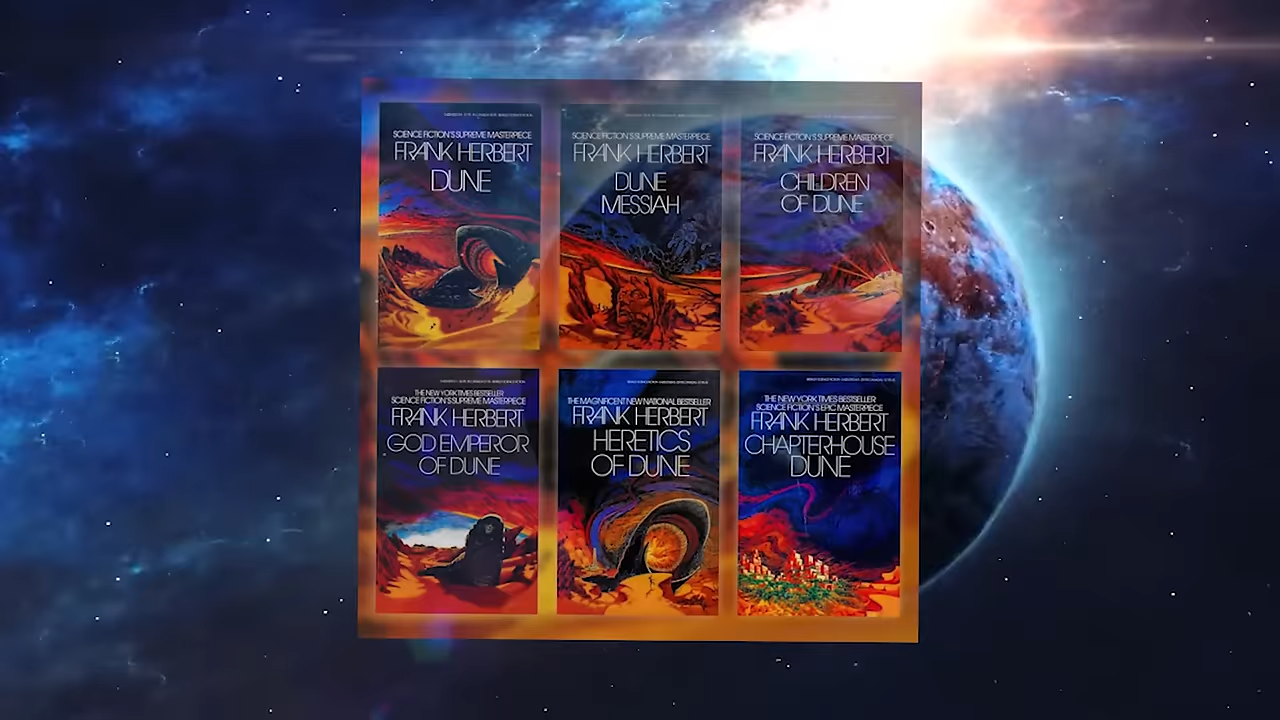 SCIENCE FICTION'S SUPREME MASTERPIECE
FRANK HERBERT
DUNE
SCIENCE FICTION'S SUPREME MASTERPIECE
FRANK HERBERT
DUNE
MESSIAH
SCIENCE FICTION'S SUPREME MASTERPIECE
FRANK HERBERT
CHILDREN
OF DUNE
THE NEW YORK TIMES BESTSELLER
SCIENCE FICTION'S SUPREME MASTERPIECE
FRANK HERBERT
GOD EMPEROR
OF DUNE
THE MAGNIFICENT NEW NATIONAL BESTSELLER
FRANK HERBERT
HERETICS
OF DUNE
THE NEW YORK TIMES BESTSELLER
SCIENCE FICTION'S EPIC MASTERPIECE
FRANK HERBERT
CHAPTERHOUSE
DUNE